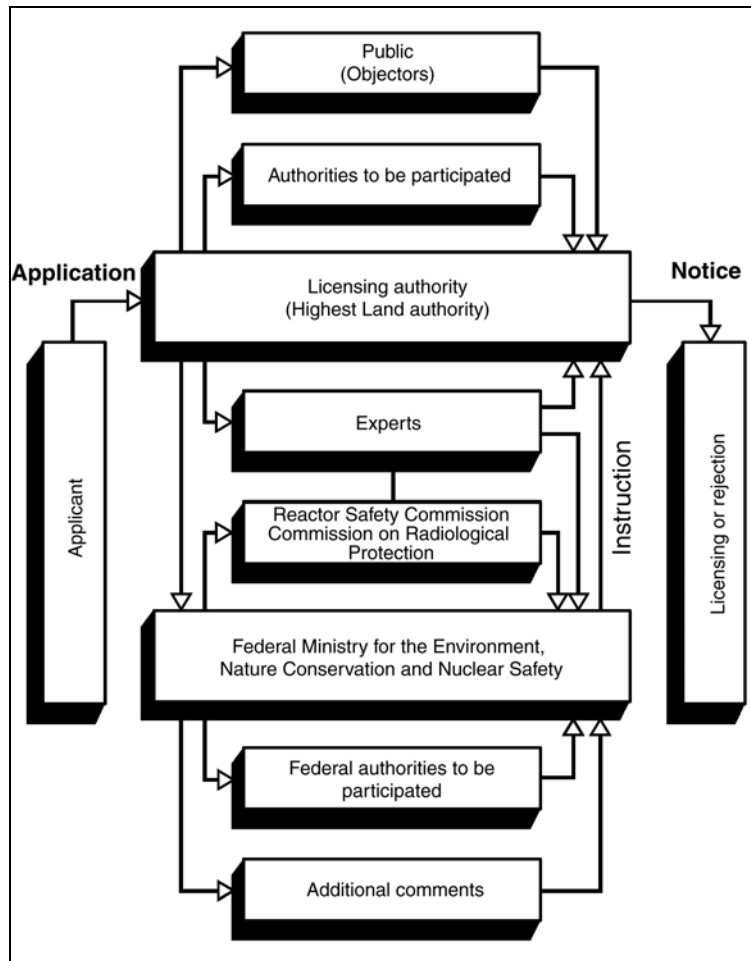 Public
(Objectors)
Authorities to be participated
Application
Licensing authority
(Highest Land authority)
Notice
Applicant
Experts
Instruction
Licensing or rejection
Reactor Safety Commission
Commission on Radiological
Protection
Federal Ministry for the Environment,
Nature Conservation and Nuclear Safety
Federal authorities to be
participated
Additional comments